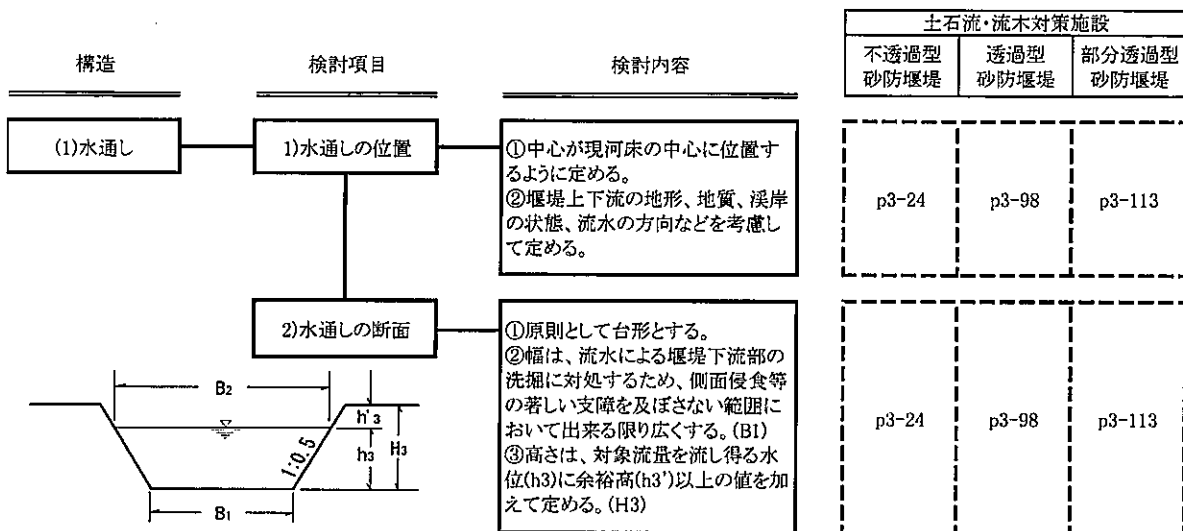 土石流・流木対策施設
構造
検討項目
検討内容
不透過型
砂防堰堤
透過型
砂防堰堤
部分透過型
砂防堰堤
(1)水通し
1)水通しの位置
①中心が現河床の中心に位置す
るように定める。
②堰堤上下流の地形、地質、渓岸
の状態、流水の方向などを考慮し
て定める。
p3-24
p3-98
p3-113
2)水通しの断面
①原則として台形とする。
②幅は、流水による堰堤下流部の
洗掘に対処するため、側面侵食等
の著しい支障を及ぼさない範囲に
おいて出来る限り広くする。(B1)
③高さは、対象流量を流し得る水
位(h3)に余裕高(h3')以上の値を加
えて定める。(H3)
p3-24
p3-98
p3-113
B2
h'3
h3
H3
1:0.5
B1